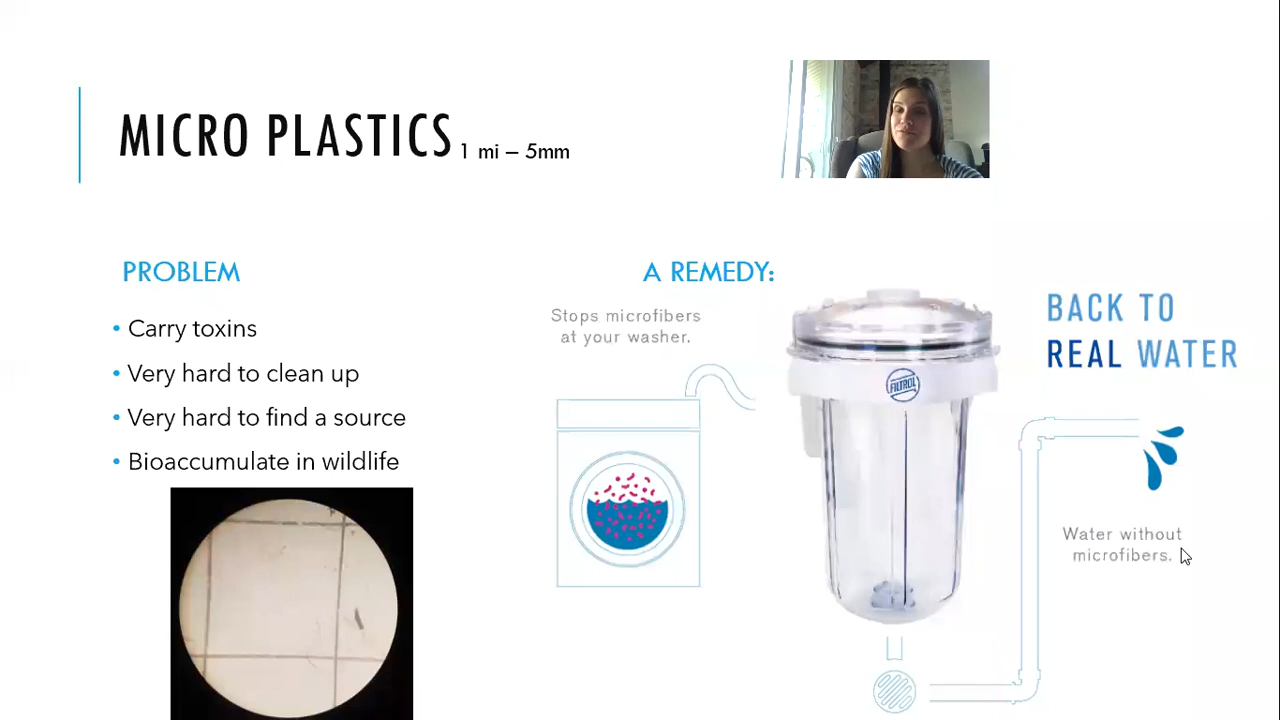 MICRO PLASTICS 1 mi – 5mm
PROBLEM
• Carry toxins
• Very hard to clean up
• Very hard to find a source
• Bioaccumulate in wildlife
A REMEDY:
Stops microfibers
at your washer.
FILTROL
BACK TO
REAL WATER
Water without
microfibers.